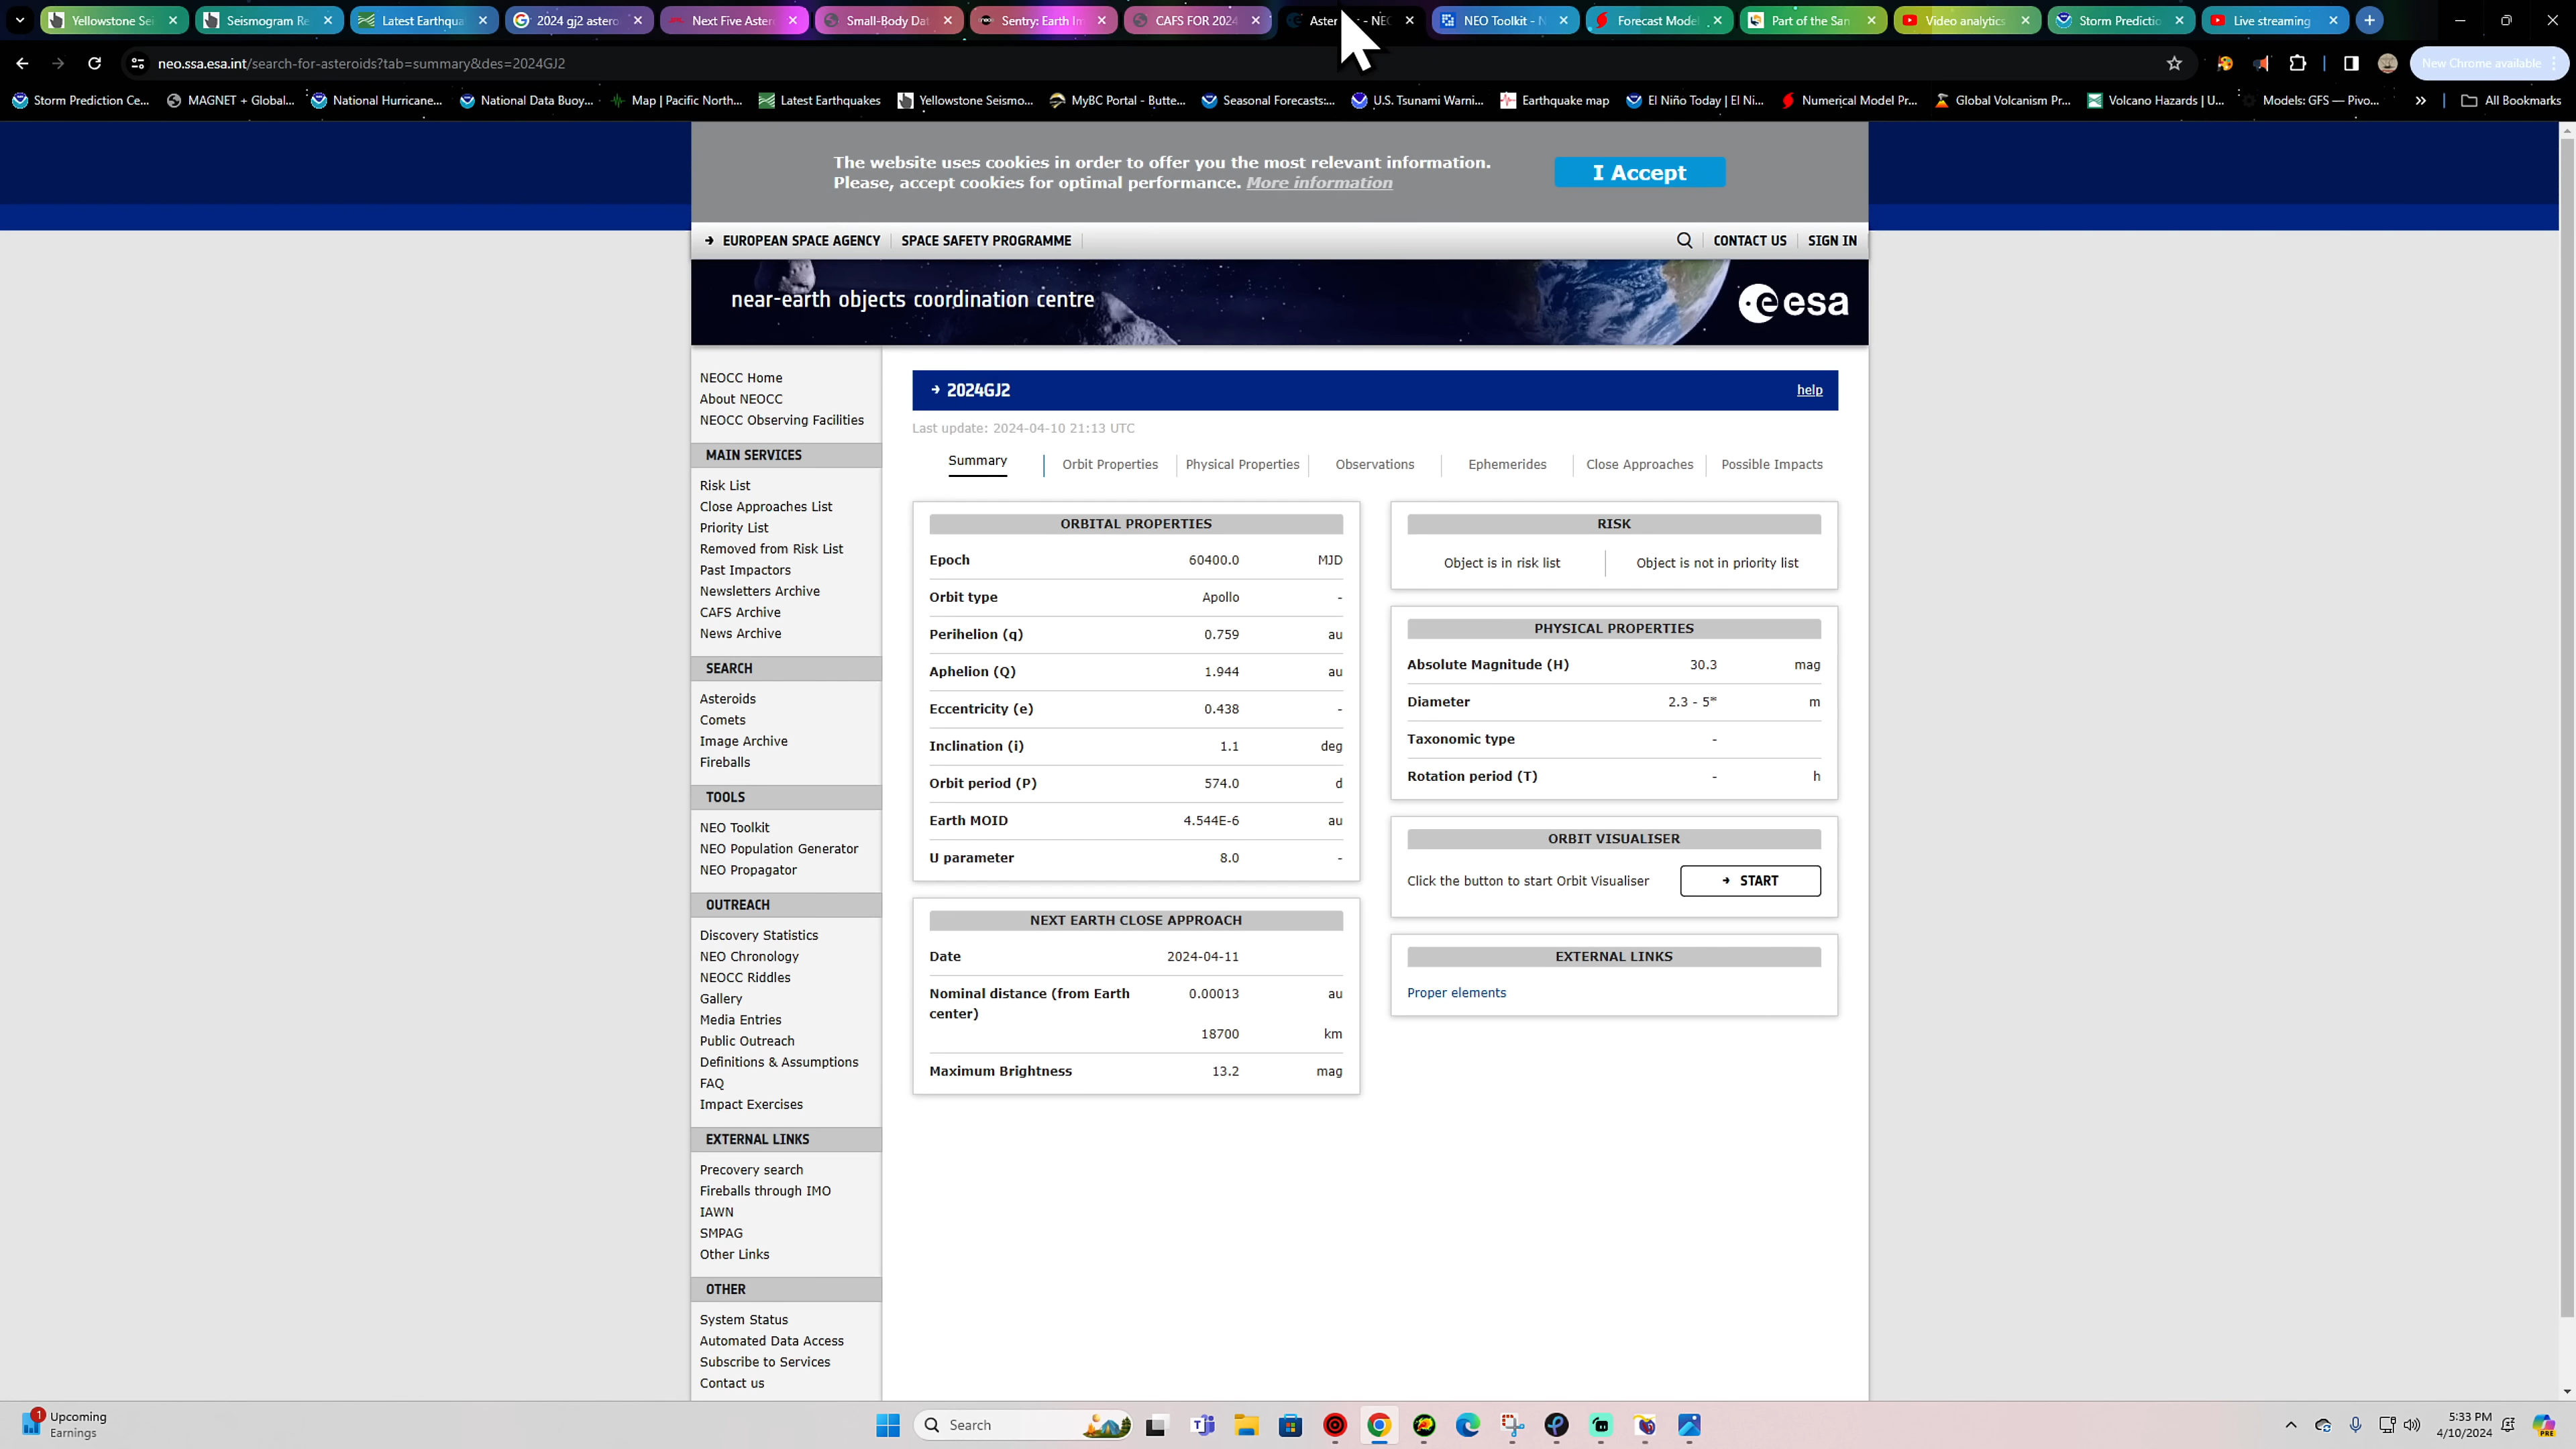 Yellowstone Sei
Seismogram Re
Latest Earthqua
2024 gj2 astero
Next Five Aster
Small-Body Dat
Sentry: Earth Im
CAFS FOR 2024
Aster - NEO
NEO Toolkit - N
Forecast Model
Part of the San
Video analytics
Storm Predictio
Live streaming
neo.ssa.esa.int/search-for-asteroids?tab=summary&des=2024GJ2
New Chrome available
Storm Prediction Ce...
MAGNET + Global...
National Hurricane...
National Data Buoy...
Map | Pacific North...
Latest Earthquakes
Yellowstone Seismo...
MyBC Portal - Butte...
Seasonal Forecasts:...
U.S. Tsunami Warni...
Earthquake map
El Niño Today | El Ni...
Numerical Model Pr...
Global Volcanism Pr...
Volcano Hazards | U...
Models: GFS — Pivo...
All Bookmarks
The website uses cookies in order to offer you the most relevant information.
Please, accept cookies for optimal performance. More information
I Accept
EUROPEAN SPACE AGENCY
SPACE SAFETY PROGRAMME
CONTACT US
SIGN IN
near-earth objects coordination centre
esa
NEOCC Home
About NEOCC
NEOCC Observing Facilities
MAIN SERVICES
Risk List
Close Approaches List
Priority List
Removed from Risk List
Past Impactors
Newsletters Archive
CAFS Archive
News Archive
SEARCH
Asteroids
Comets
Image Archive
Fireballs
TOOLS
NEO Toolkit
NEO Population Generator
NEO Propagator
OUTREACH
Discovery Statistics
NEO Chronology
NEOCC Riddles
Gallery
Media Entries
Public Outreach
Definitions & Assumptions
FAQ
Impact Exercises
EXTERNAL LINKS
Precovery search
Fireballs through IMO
IAWN
SMPAG
Other Links
OTHER
System Status
Automated Data Access
Subscribe to Services
Contact us
2024GJ2
help
Last update: 2024-04-10 21:13 UTC
Summary
Orbit Properties
Physical Properties
Observations
Ephemerides
Close Approaches
Possible Impacts
ORBITAL PROPERTIES
Epoch 60400.0 MJD
Orbit type Apollo -
Perihelion (q) 0.759 au
Aphelion (Q) 1.944 au
Eccentricity (e) 0.438 -
Inclination (i) 1.1 deg
Orbit period (P) 574.0 d
Earth MOID 4.544E-6 au
U parameter 8.0 -
NEXT EARTH CLOSE APPROACH
Date 2024-04-11
Nominal distance (from Earth 0.00013 au
center)
18700 km
Maximum Brightness 13.2 mag
RISK
Object is in risk list
Object is not in priority list
PHYSICAL PROPERTIES
Absolute Magnitude (H) 30.3 mag
Diameter 2.3 - 5* m
Taxonomic type -
Rotation period (T) - h
ORBIT VISUALISER
Click the button to start Orbit Visualiser
START
EXTERNAL LINKS
Proper elements
1
Upcoming
Earnings
Search
5:33 PM
4/10/2024
PRE